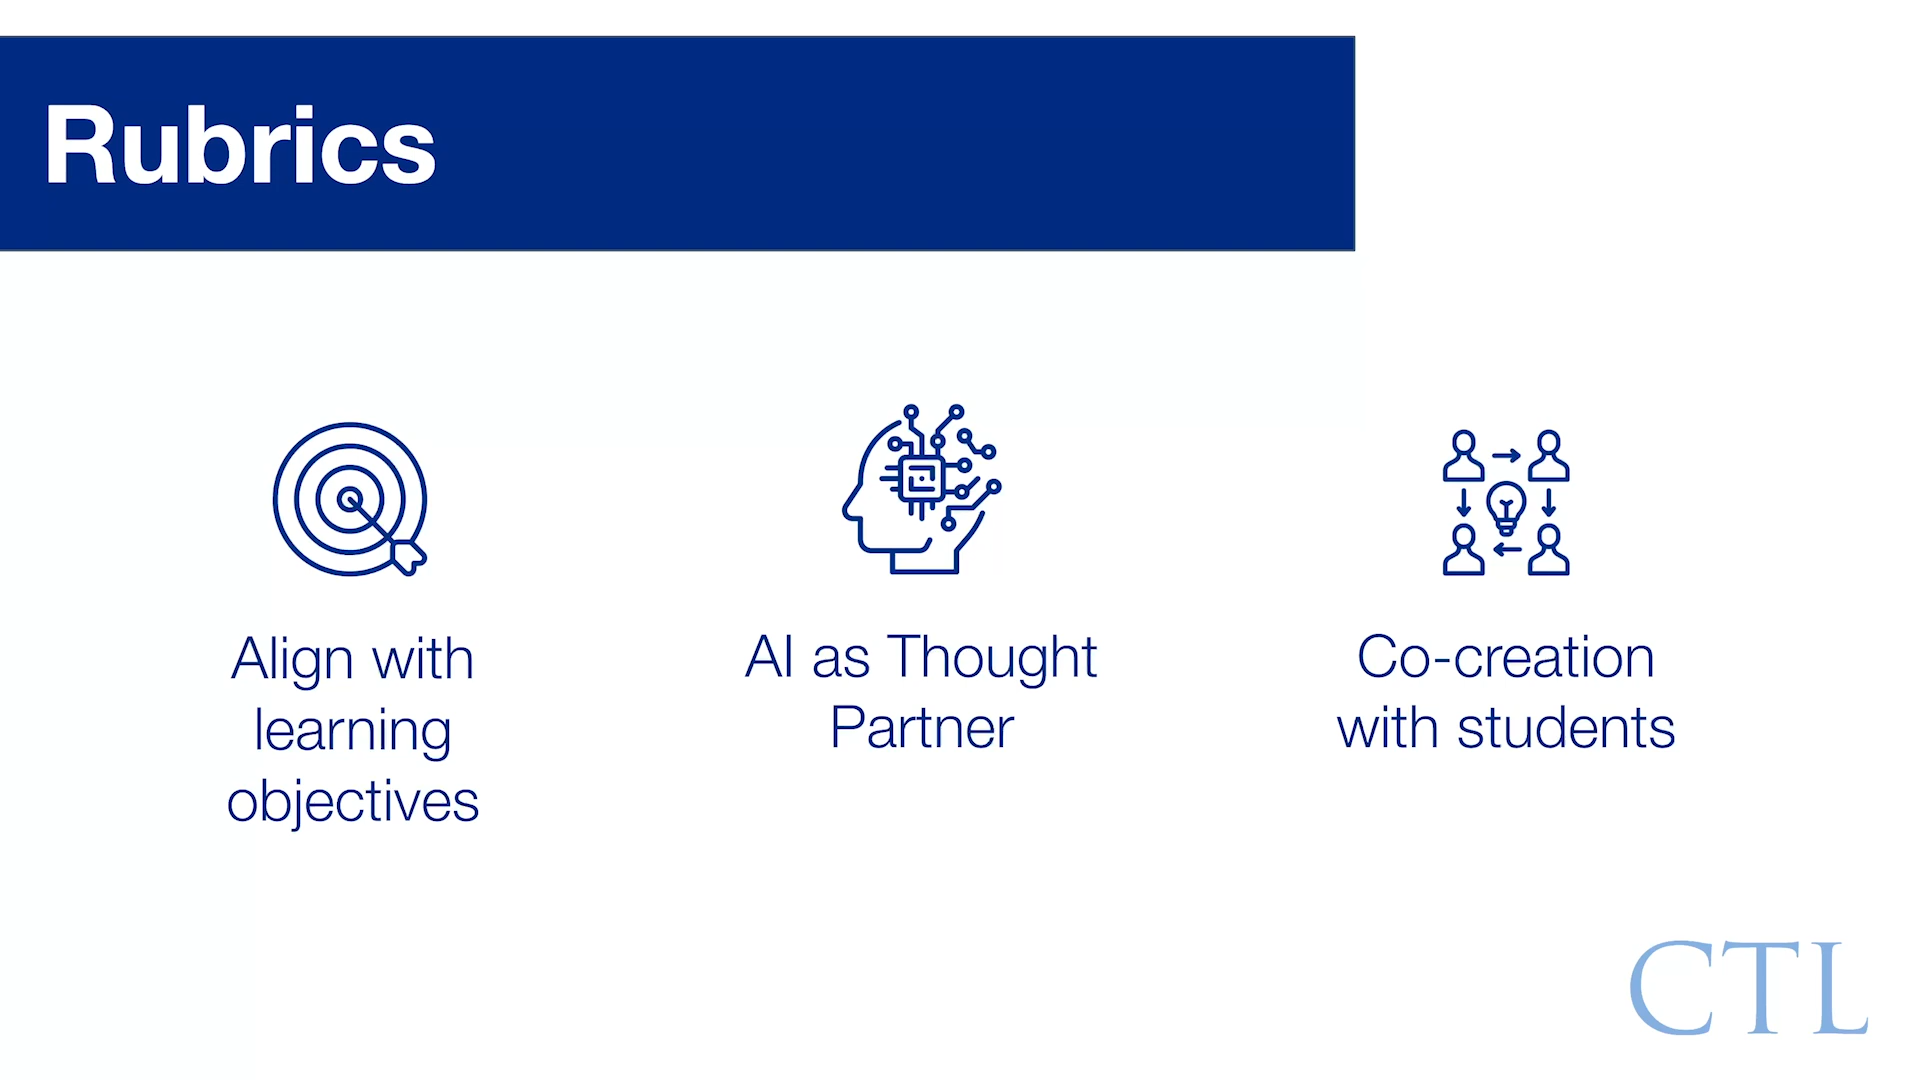 Rubrics
Align with
learning
objectives
AI as Thought
Partner
Co-creation
with students
CTL